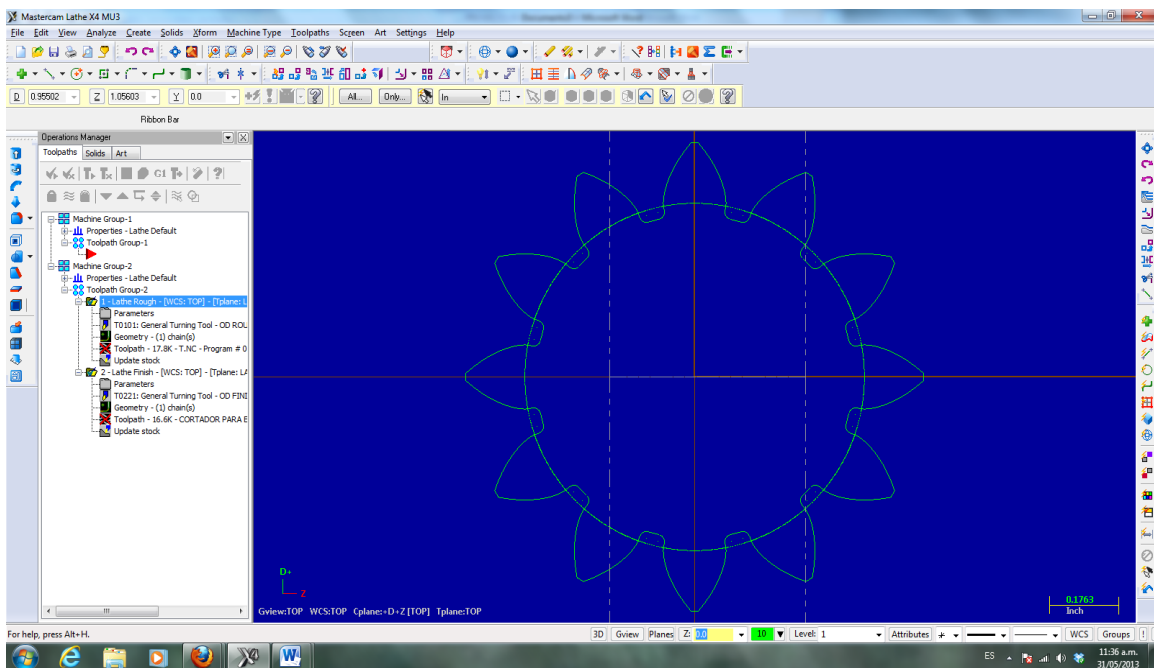 Mastercam Lathe X4 MU3
File Edit View Analyze Create Solids Xform Machine Type Toolpaths Screen Art Settings Help
D 0.95502 Z 1.05603 Y 0.0 All... Only... In
Ribbon Bar
Operations Manager
Toolpaths Solids Art
G1
Machine Group-1
Properties - Lathe Default
Toolpath Group-1
Machine Group-2
Properties - Lathe Default
Toolpath Group-2
1 - Lathe Rough - [WCS: TOP] - [Tplane: L
Parameters
T0101: General Turning Tool - OD ROU
Geometry - (1) chain(s)
Toolpath - 17.8K - T.NC - Program # 0
Update stock
2 - Lathe Finish - [WCS: TOP] - [Tplane: LA
Parameters
T0221: General Turning Tool - OD FINI
Geometry - (1) chain(s)
Toolpath - 16.6K - CORTADOR PARA E
Update stock
D+
Z
Gview:TOP WCS:TOP Cplane:+D+Z [TOP] Tplane:TOP
0.1763
Inch
For help, press Alt+H.
3D Gview Planes Z: 0.0 10 Level: 1 Attributes WCS Groups
X4 W ES 11:36 a.m.
31/05/2013